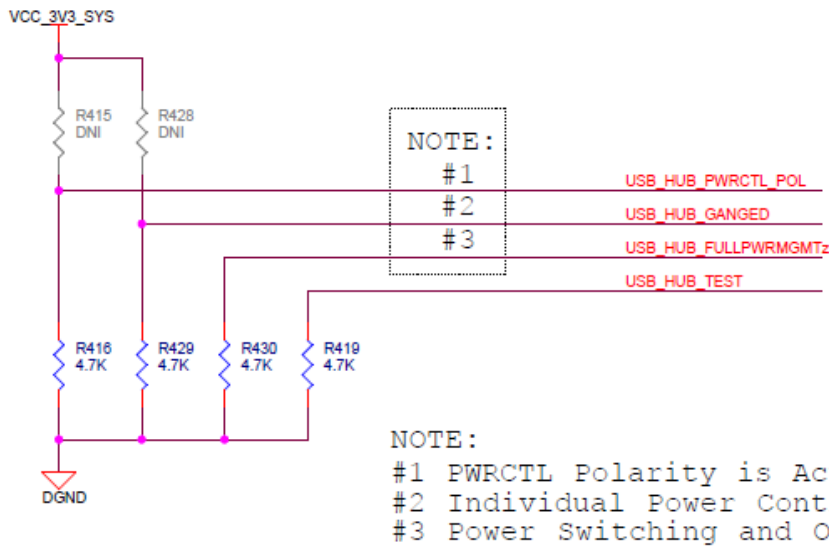 VCC_3V3_SYS
R415
DNI
R428
DNI
NOTE:
#1
#2
#3
USB_HUB_PWRCTL_POL
USB_HUB_GANGED
USB_HUB_FULLPWRMGMTz
USB_HUB_TEST
R416
4.7K
R429
4.7K
R430
4.7K
R419
4.7K
DGND
NOTE:
#1 PWRCTL Polarity is Ac
#2 Individual Power Cont
#3 Power Switching and O